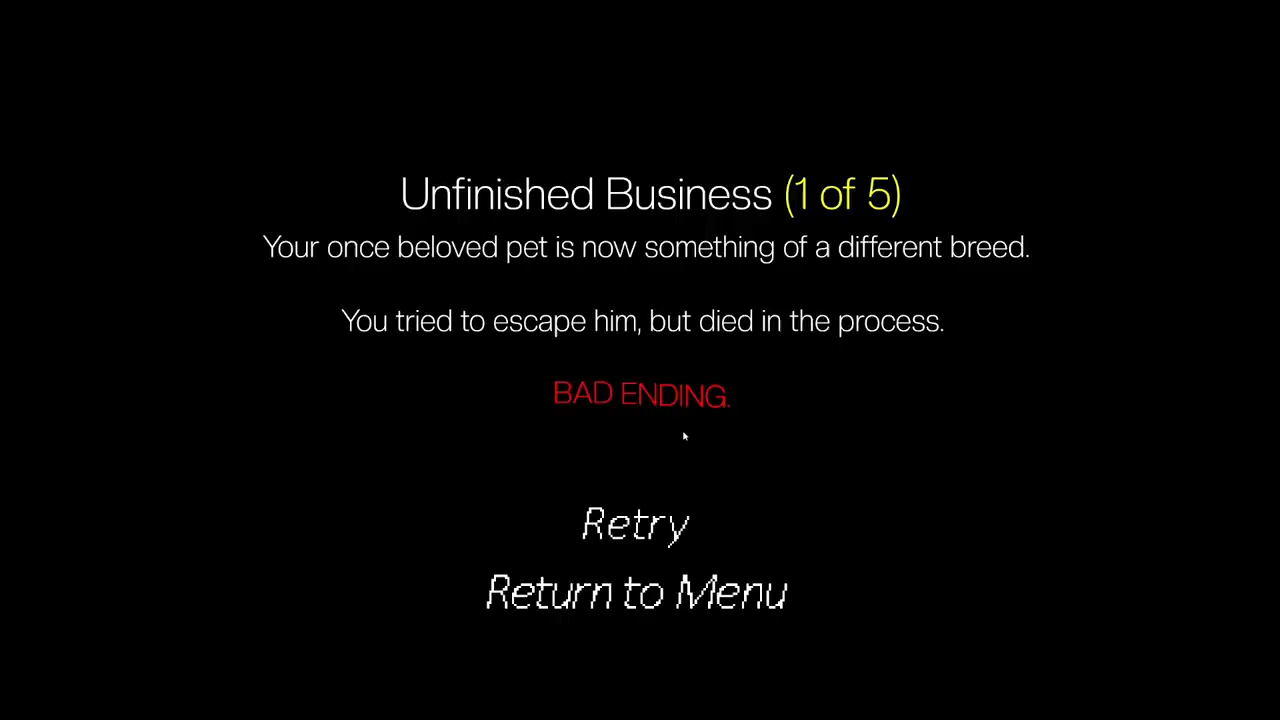 Unfinished Business (1 of 5)
Your once beloved pet is now something of a different breed.
You tried to escape him, but died in the process.
BAD ENDING.
Retry
Return to Menu